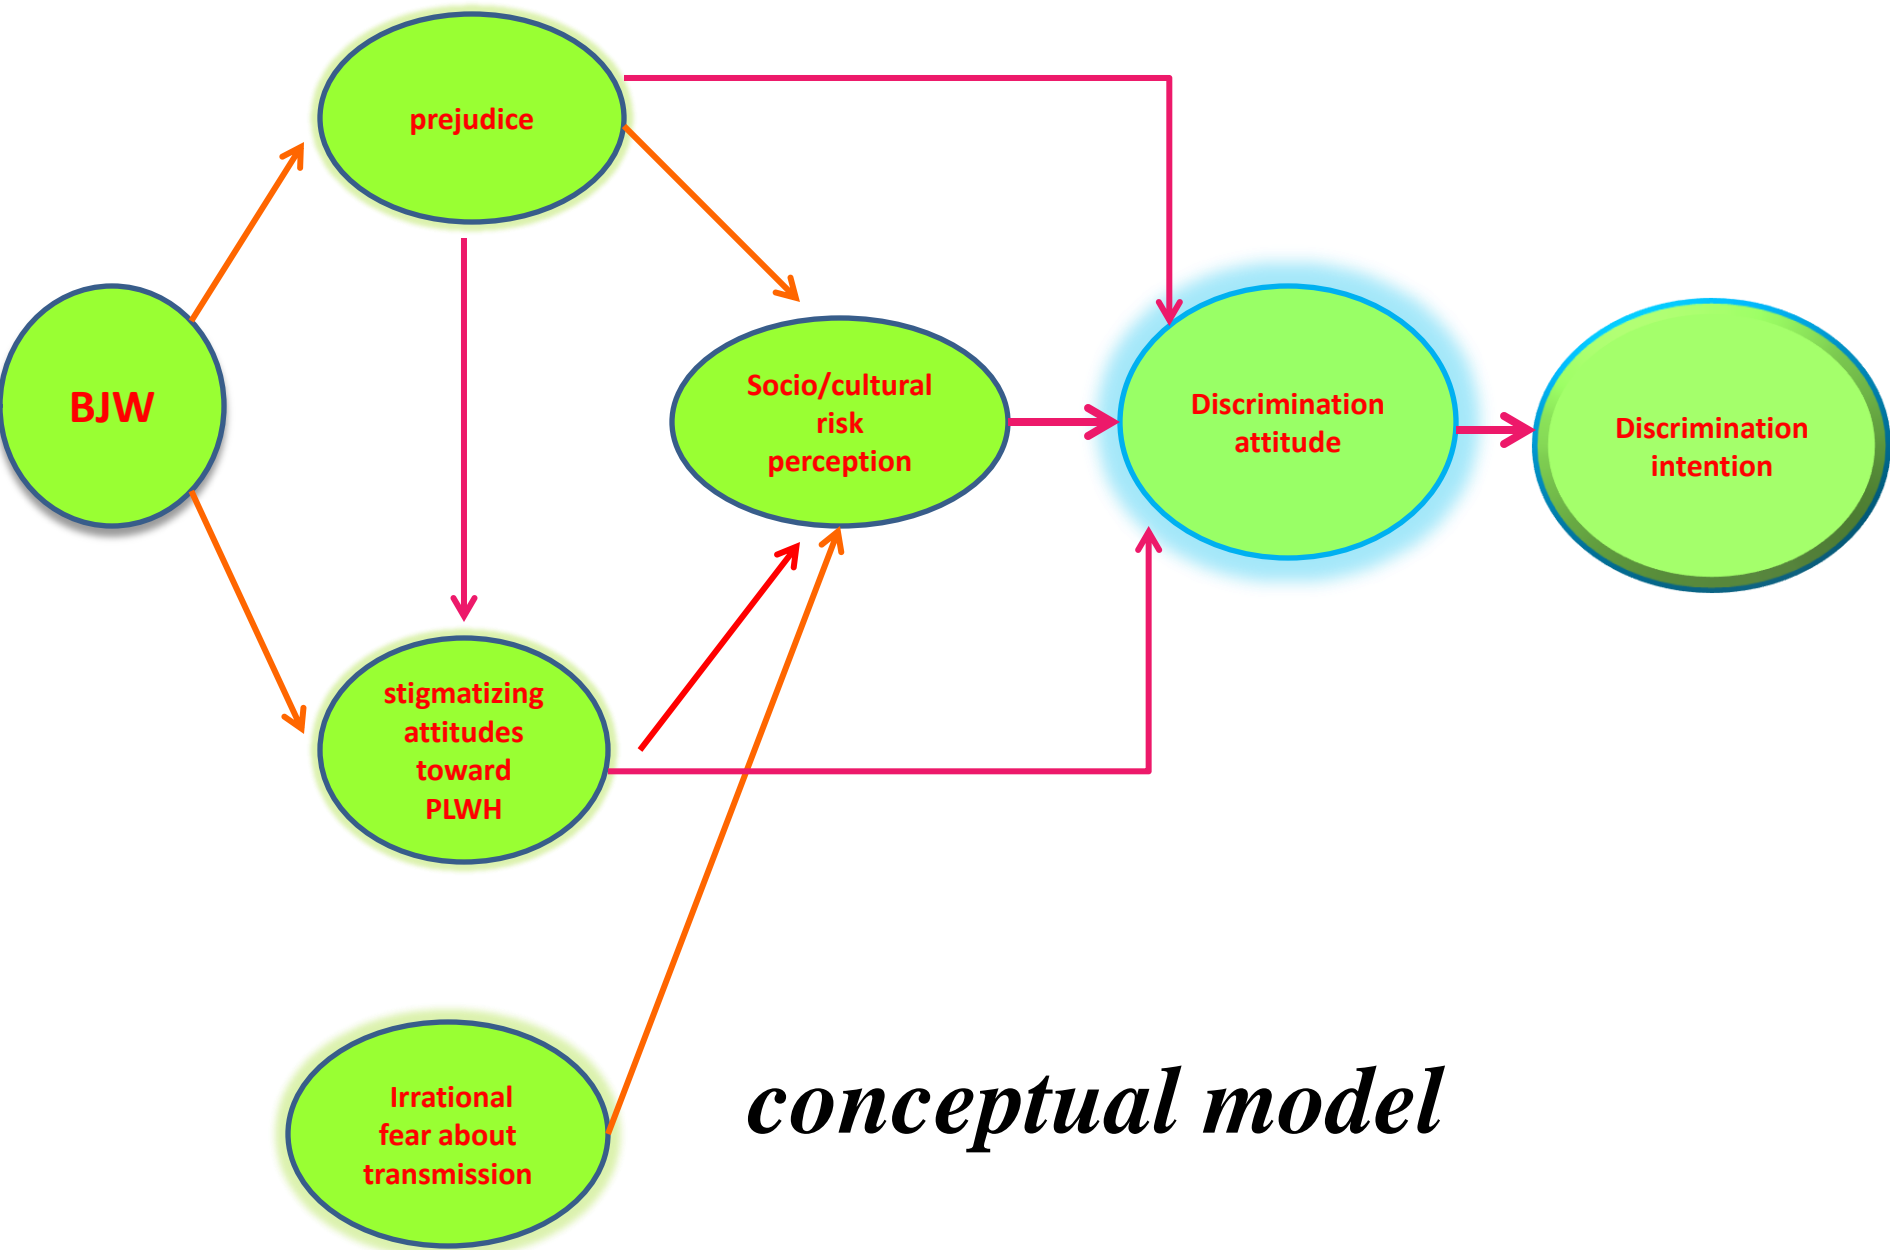 prejudice
BJW
Socio/cultural
risk
perception
Discrimination
attitude
Discrimination
intention
stigmatizing
attitudes
toward
PLWH
Irrational
fear about
transmission
conceptual model